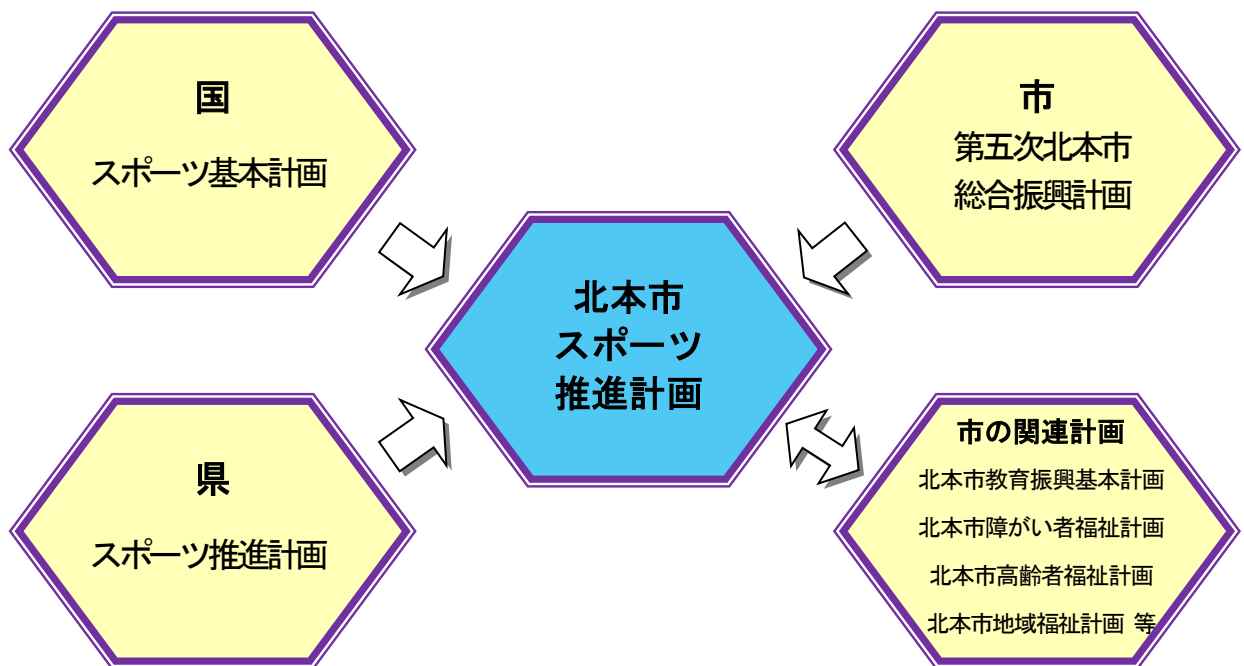 国
スポーツ基本計画
市
第五次北本市
総合振興計画
北本市
スポーツ
推進計画
県
スポーツ推進計画
市の関連計画
北本市教育振興基本計画
北本市障がい者福祉計画
北本市高齢者福祉計画
北本市地域福祉計画 等